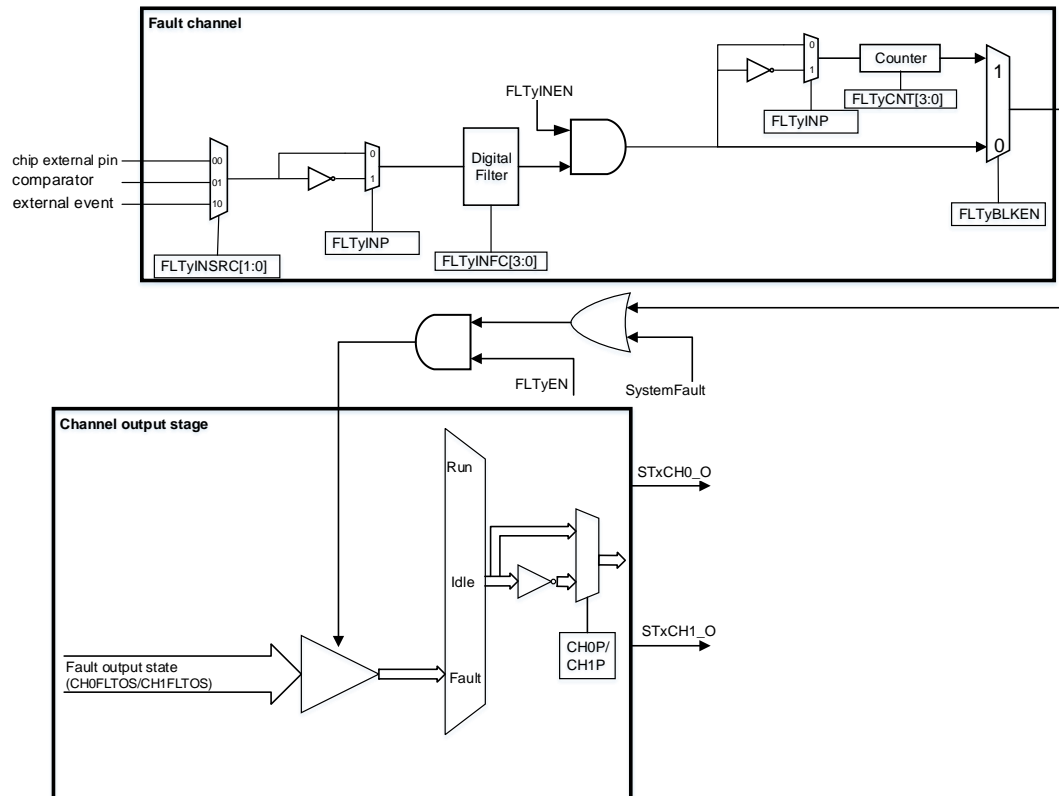 Fault channel
0
1
Counter
FLTyCNT[3:0]
FLTyINP
1
0
FLTyBLKEN
FLTyINEN
chip external pin
comparator
external event
00
01
10
FLTyINSRC[1:0]
0
1
FLTyINP
Digital
Filter
FLTyINFC[3:0]
FLTyEN
SystemFault
Channel output stage
Run
Idle
Fault
STxCH0_O
STxCH1_O
CH0P/
CH1P
Fault output state
(CH0FLTOS/CH1FLTOS)